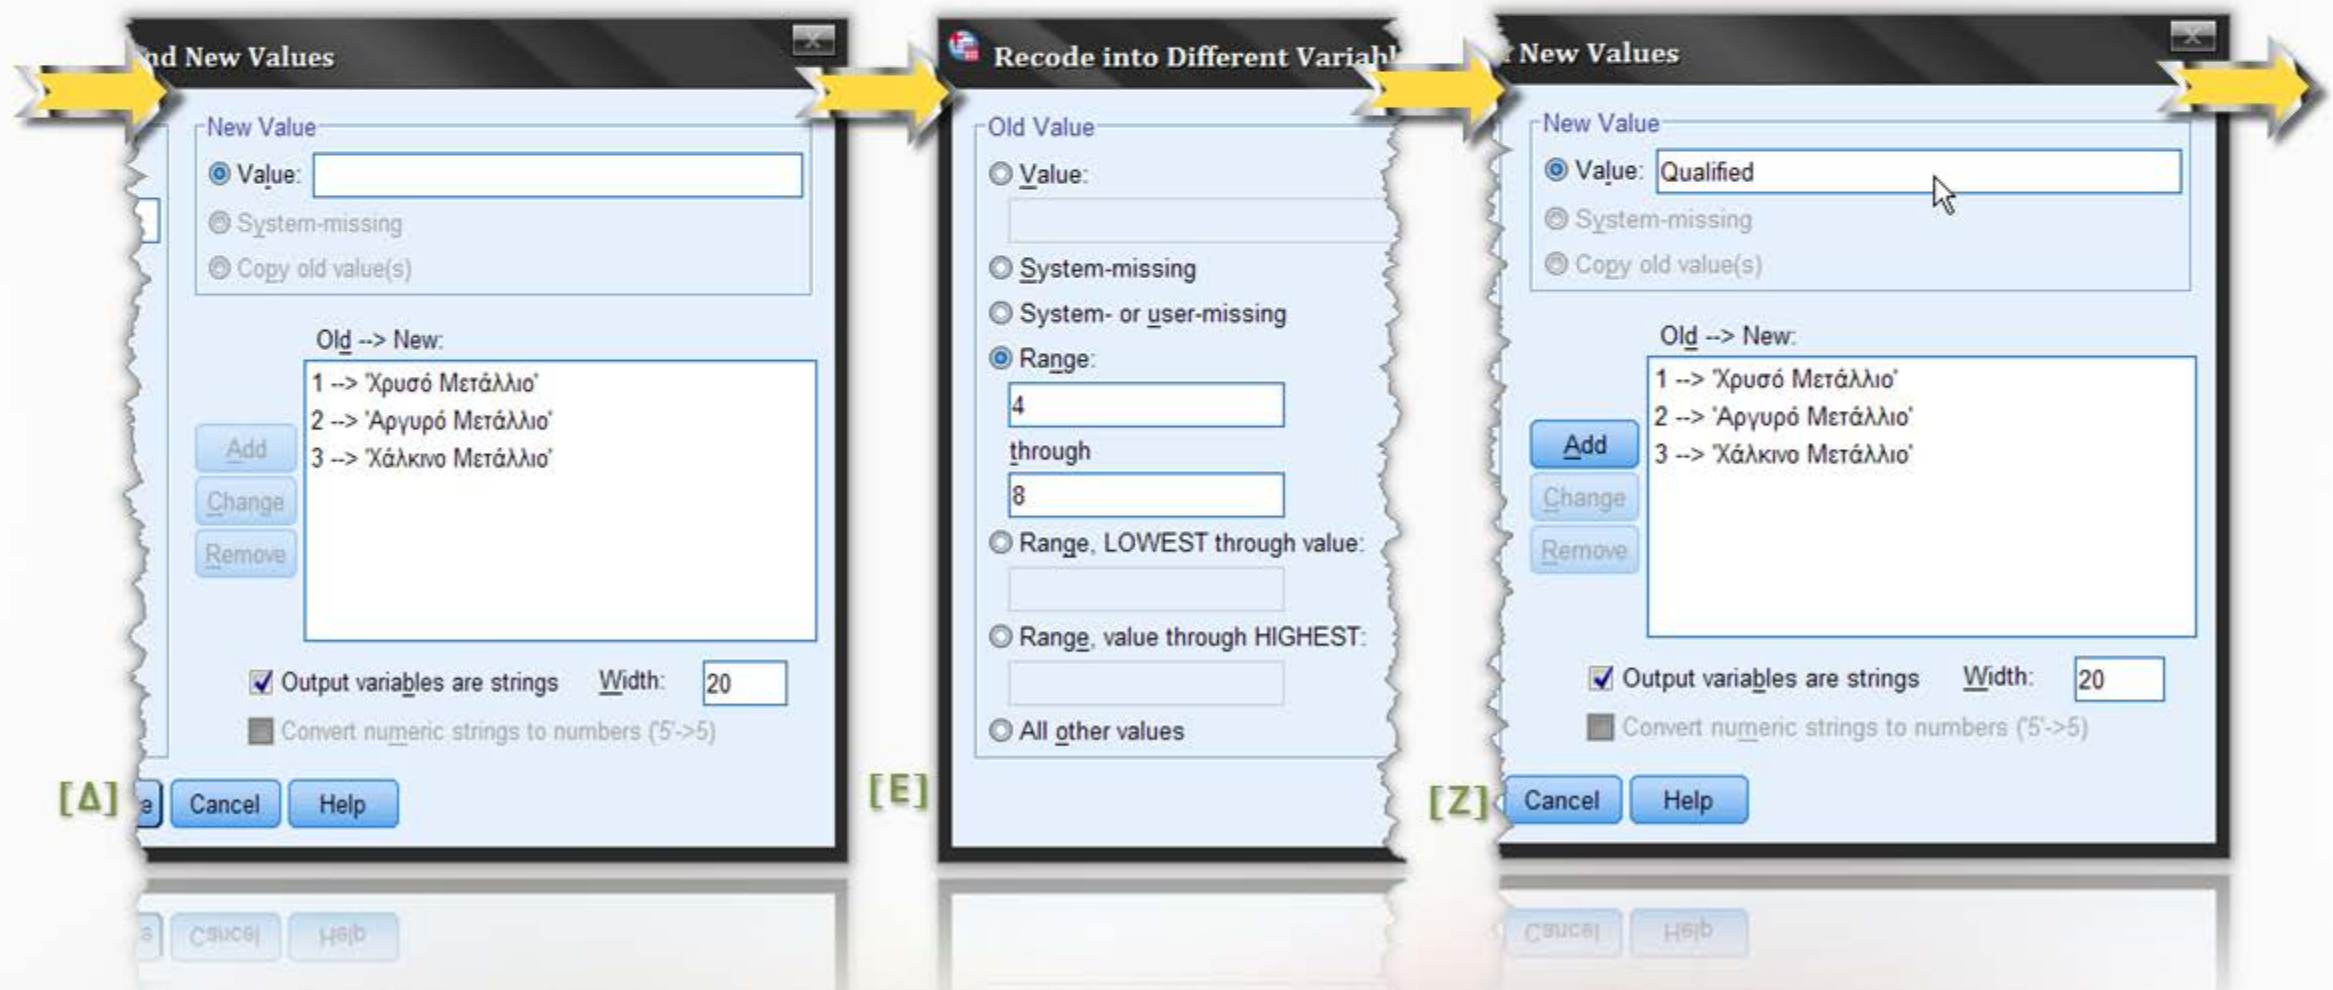 nd New Values
New Value
Value:
System-missing
Copy old value(s)
Old --> New:
1 --> 'Χρυσό Μετάλλιο'
2 --> 'Αργυρό Μετάλλιο'
3 --> 'Χάλκινο Μετάλλιο'
Add
Change
Remove
Output variables are strings Width: 20
Convert numeric strings to numbers ('5'->5)
[Δ]
Cancel Help
Recode into Different Variabl
Old Value
Value:
System-missing
System- or user-missing
Range:
4
through
8
Range, LOWEST through value:
Range, value through HIGHEST:
All other values
[Ε]
New Values
New Value
Value: Qualified
System-missing
Copy old value(s)
Old --> New:
1 --> 'Χρυσό Μετάλλιο'
2 --> 'Αργυρό Μετάλλιο'
3 --> 'Χάλκινο Μετάλλιο'
Add
Change
Remove
Output variables are strings Width: 20
Convert numeric strings to numbers ('5'->5)
[Ζ]
Cancel Help